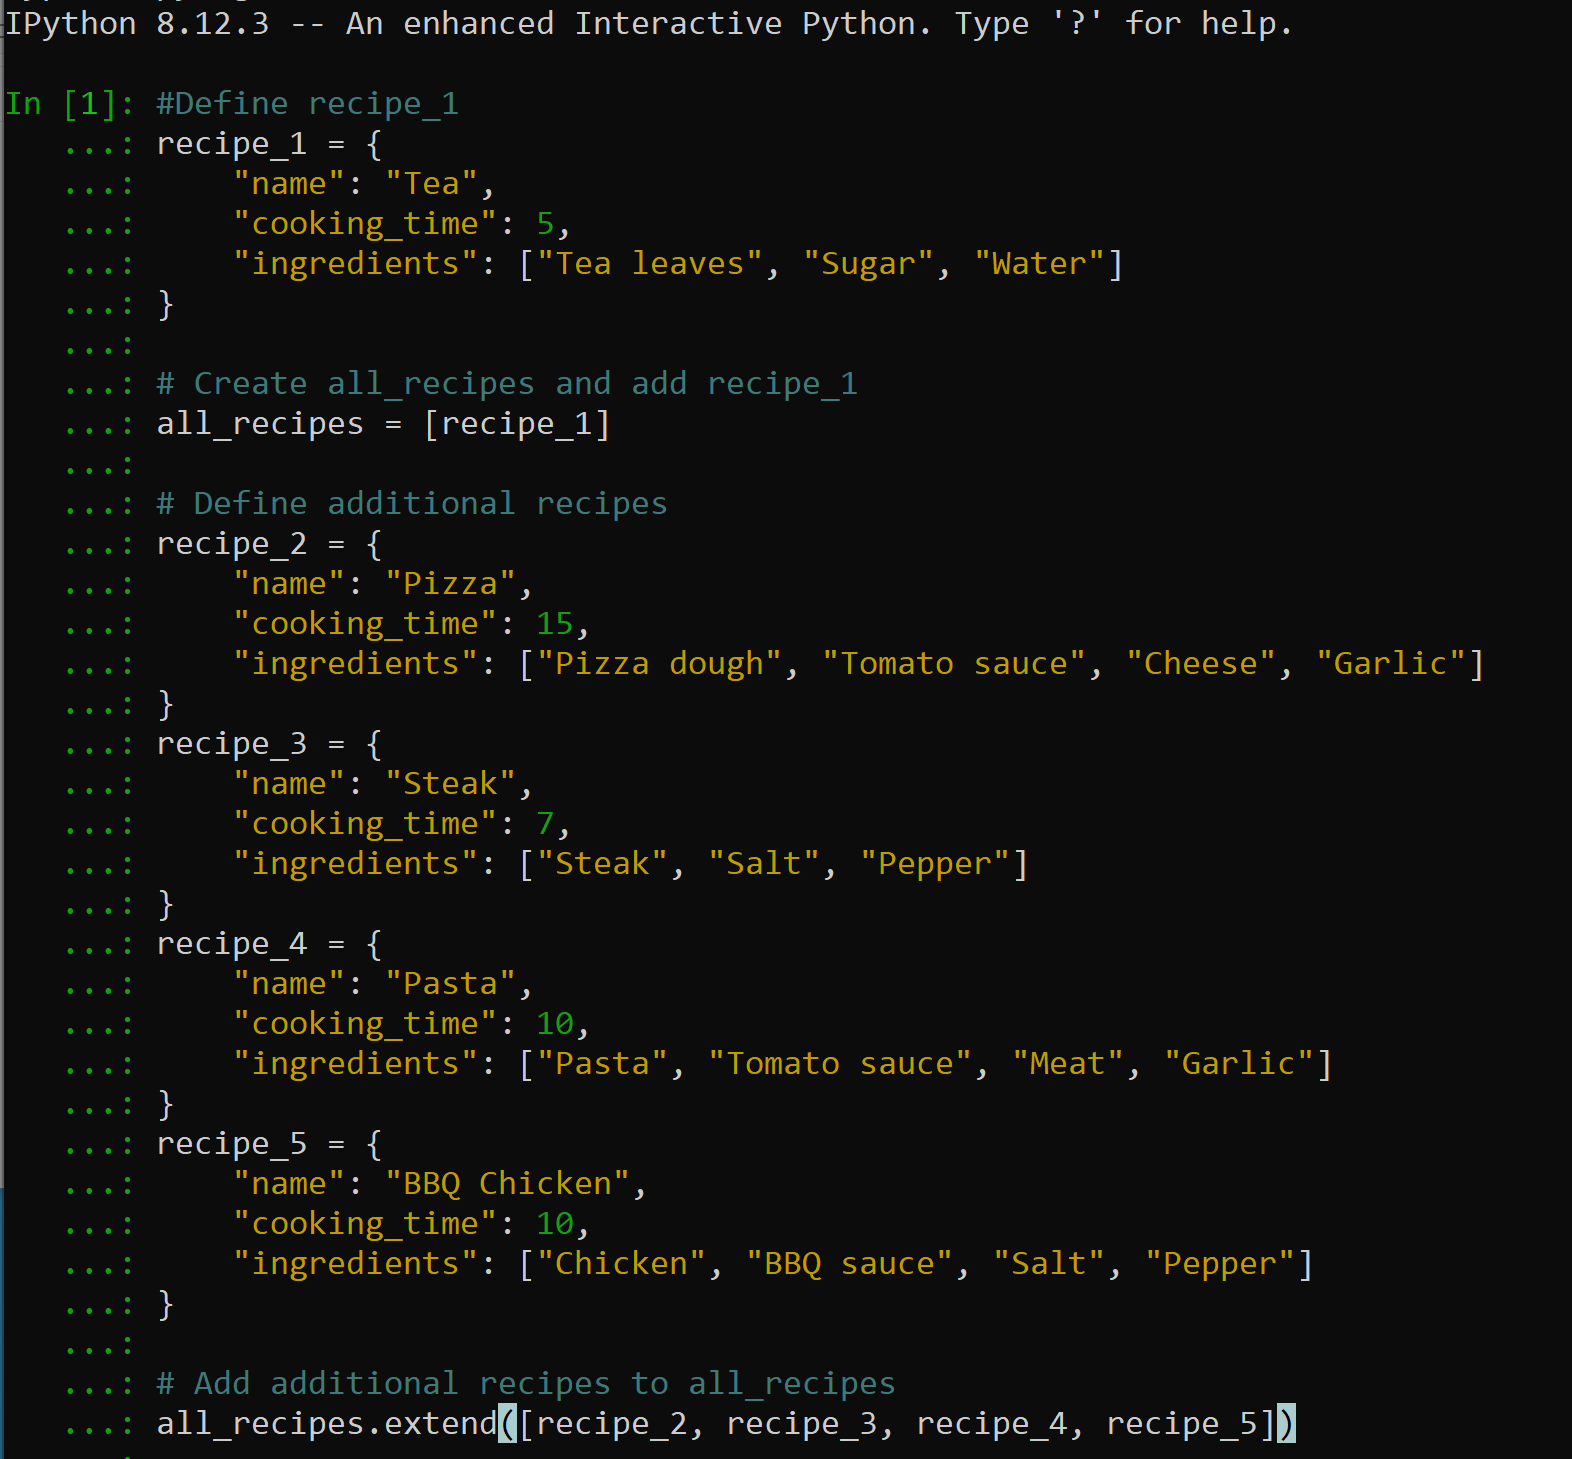 IPython 8.12.3 -- An enhanced Interactive Python. Type '?' for help.
In [1]: #Define recipe_1
   ...: recipe_1 = {
   ...:     "name": "Tea",
   ...:     "cooking_time": 5,
   ...:     "ingredients": ["Tea leaves", "Sugar", "Water"]
   ...: }
   ...:
   ...: # Create all_recipes and add recipe_1
   ...: all_recipes = [recipe_1]
   ...:
   ...: # Define additional recipes
   ...: recipe_2 = {
   ...:     "name": "Pizza",
   ...:     "cooking_time": 15,
   ...:     "ingredients": ["Pizza dough", "Tomato sauce", "Cheese", "Garlic"]
   ...: }
   ...: recipe_3 = {
   ...:     "name": "Steak",
   ...:     "cooking_time": 7,
   ...:     "ingredients": ["Steak", "Salt", "Pepper"]
   ...: }
   ...: recipe_4 = {
   ...:     "name": "Pasta",
   ...:     "cooking_time": 10,
   ...:     "ingredients": ["Pasta", "Tomato sauce", "Meat", "Garlic"]
   ...: }
   ...: recipe_5 = {
   ...:     "name": "BBQ Chicken",
   ...:     "cooking_time": 10,
   ...:     "ingredients": ["Chicken", "BBQ sauce", "Salt", "Pepper"]
   ...: }
   ...:
   ...: # Add additional recipes to all_recipes
   ...: all_recipes.extend([recipe_2, recipe_3, recipe_4, recipe_5])